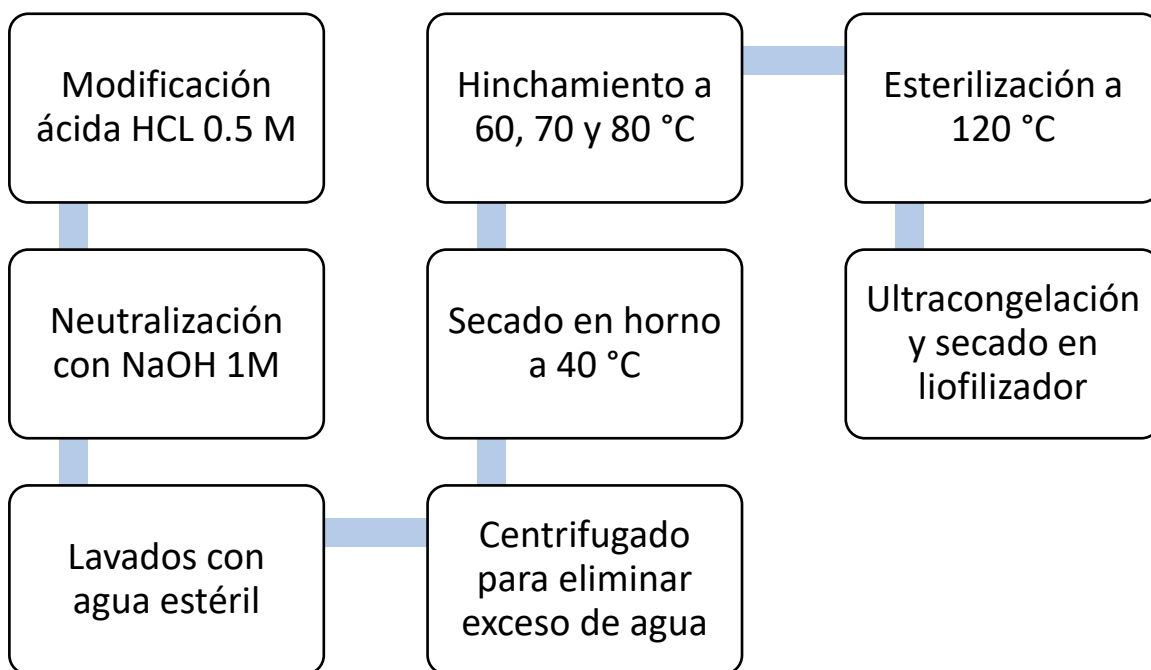 Modificación
ácida HCL 0.5 M
Neutralización
con NaOH 1M
Lavados con
agua estéril
Centrifugado
para eliminar
exceso de agua
Secado en horno
a 40 °C
Hinchamiento a
60, 70 y 80 °C
Esterilización a
120 °C
Ultracongelación
y secado en
liofilizador